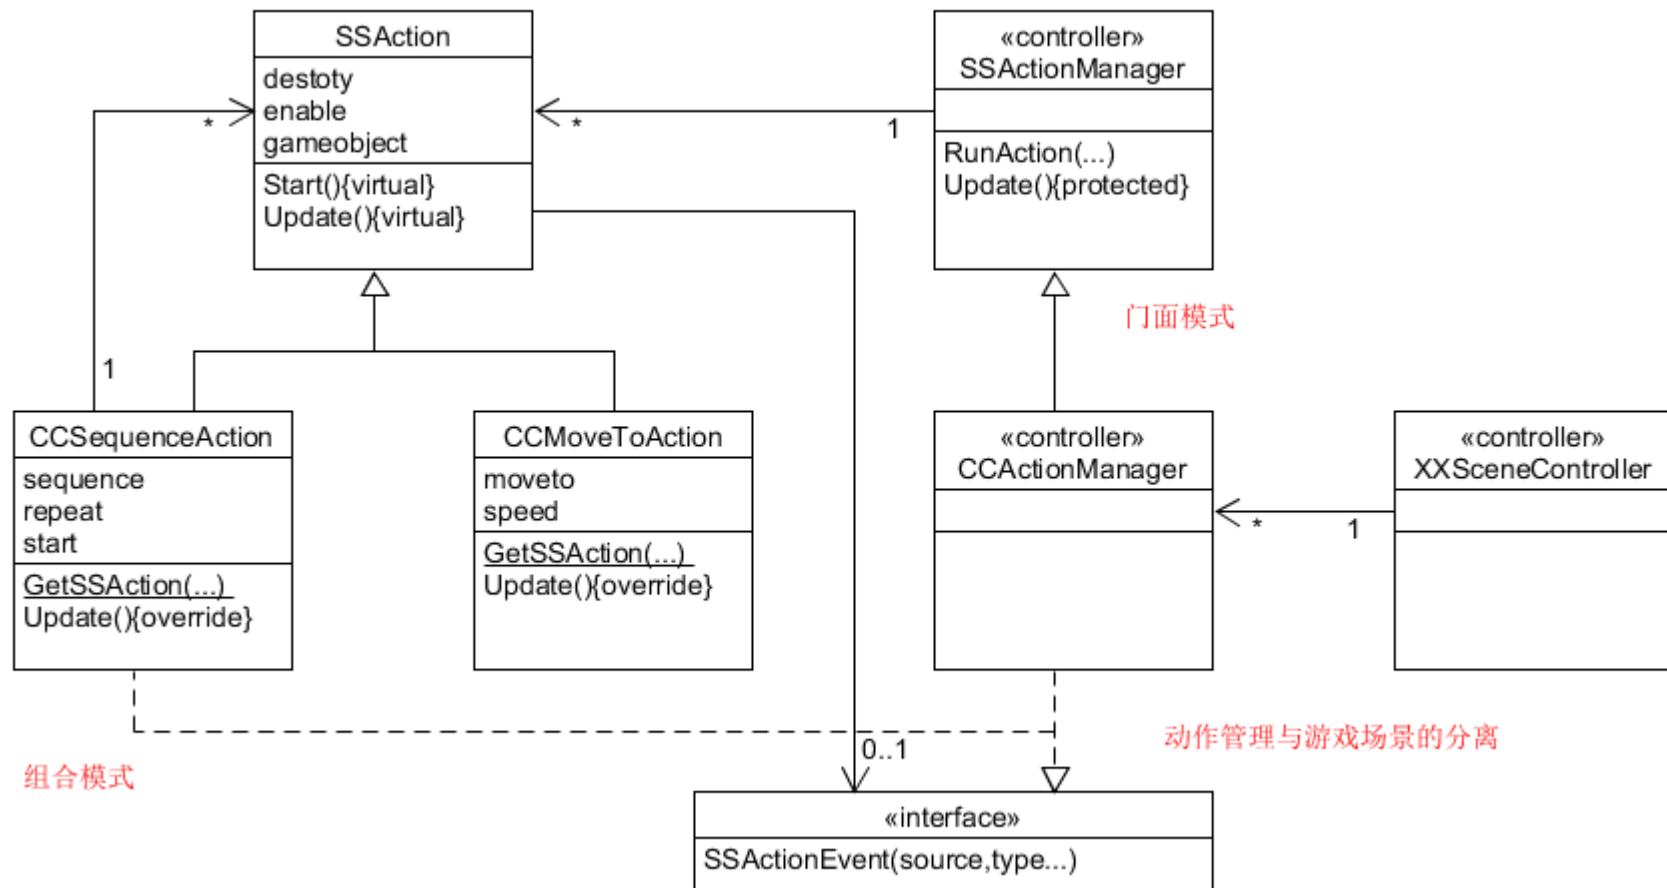 SSAction
destoty
enable
gameobject
Start(){virtual}
Update(){virtual}
«controller»
SSActionManager
RunAction(...)
Update(){protected}
*
*
1
门面模式
1
CCSequenceAction
sequence
repeat
start
GetSSAction(...)
Update(){override}
CCMoveToAction
moveto
speed
GetSSAction(...)
Update(){override}
«controller»
CCActionManager
«controller»
XXSceneController
*
1
动作管理与游戏场景的分离
组合模式
0..1
«interface»
SSActionEvent(source,type...)